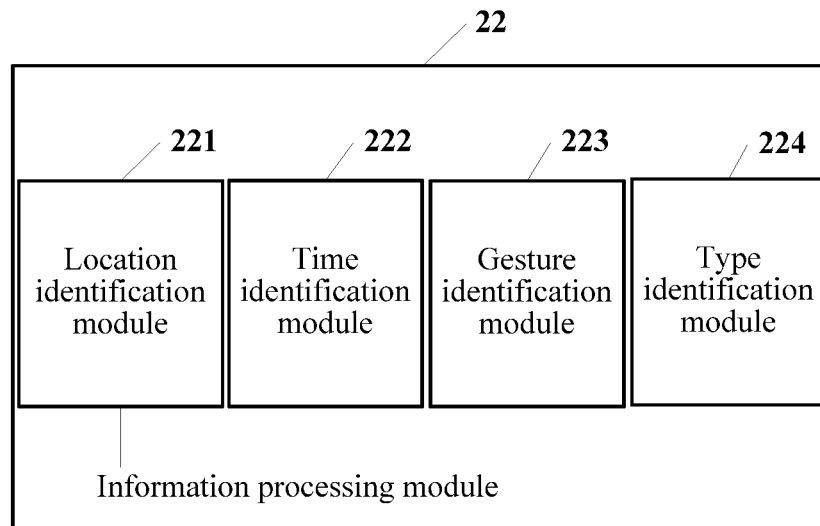 22
221
222
223
224
Location
identification
module
Time
identification
module
Gesture
identification
module
Type
identification
module
Information processing module